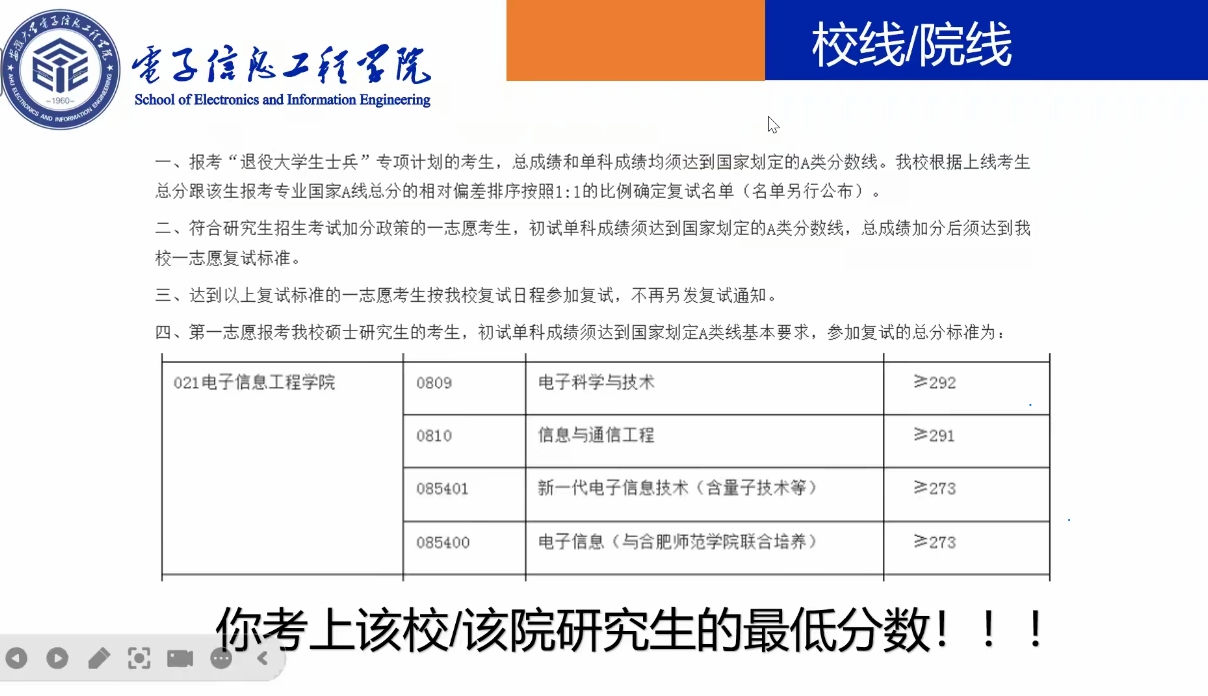 安徽大学电子信息工程学院
EIE
-1960-
AHU ELECTRONICS AND INFORMATION ENGINEERING
电子信息工程学院
School of Electronics and Information Engineering
校线/院线
一、报考“退役大学生士兵”专项计划的考生，总成绩和单科成绩均须达到国家划定的A类分数线。我校根据上线考生
总分跟该生报考专业国家A线总分的相对偏差排序按照1:1的比例确定复试名单（名单另行公布）。
二、符合研究生招生考试加分政策的一志愿考生，初试单科成绩须达到国家划定的A类分数线，总成绩加分后须达到我
校一志愿复试标准。
三、达到以上复试标准的一志愿考生按我校复试日程参加复试，不再另发复试通知。
四、第一志愿报考我校硕士研究生的考生，初试单科成绩须达到国家划定A类线基本要求，参加复试的总分标准为：
021电子信息工程学院 0809 电子科学与技术 ≥292
0810 信息与通信工程 ≥291
085401 新一代电子信息技术（含量子技术等） ≥273
085400 电子信息（与合肥师范学院联合培养） ≥273
你考上该校/该院研究生的最低分数！！！